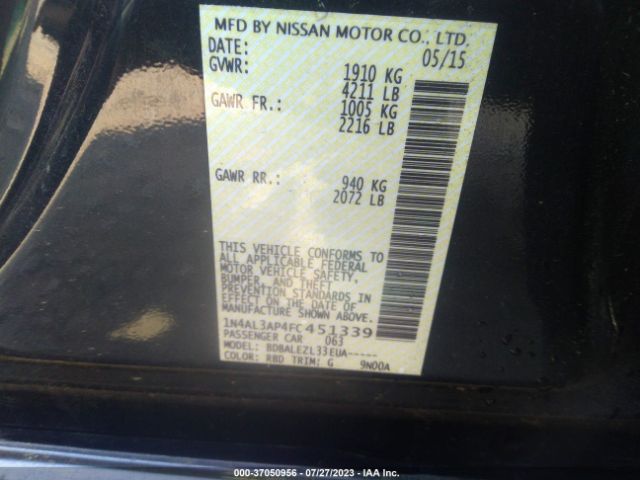 MFD BY NISSAN MOTOR CO., LTD.
DATE: 05/15
GVWR: 1910 KG
4211 LB
GAWR FR.: 1005 KG
2216 LB
GAWR RR.: 940 KG
2072 LB
THIS VEHICLE CONFORMS TO
ALL APPLICABLE FEDERAL
MOTOR VEHICLE SAFETY,
BUMPER, AND THEFT
PREVENTION STANDARDS IN
EFFECT ON THE DATE OF
MANUFACTURE SHOWN ABOVE.
1N4AL3AP4FC451339
PASSENGER CAR 063
MODEL: BDBALEZL33EUA-----
COLOR: RBD TRIM: G 9N00A
000-37050956 - 07/27/2023 - IAA Inc.